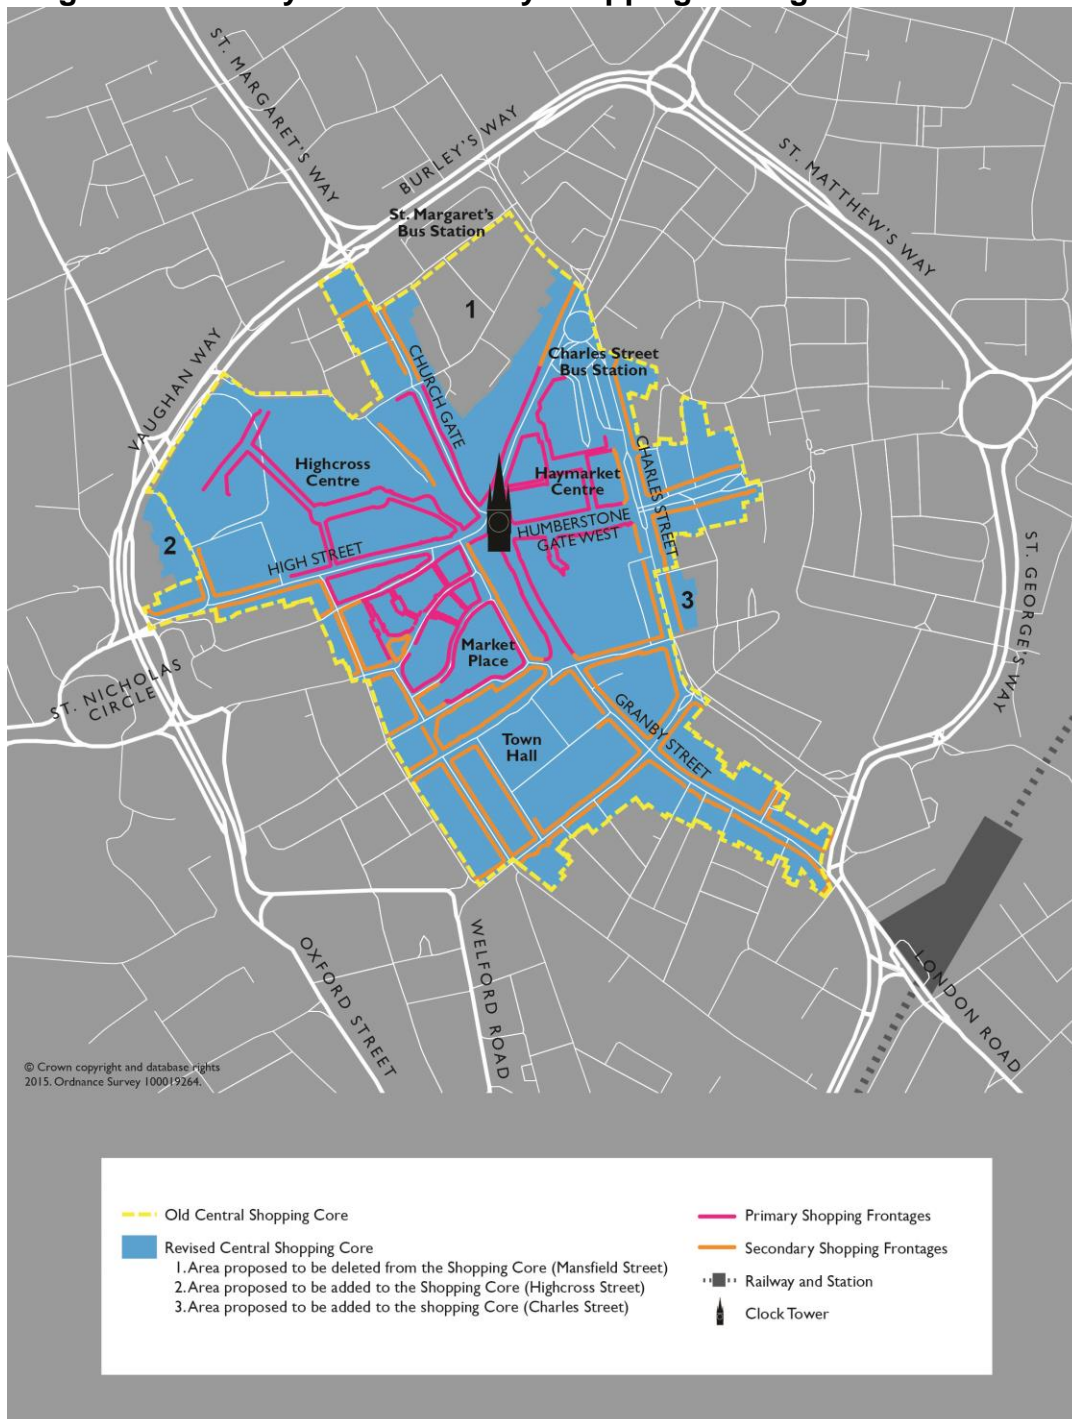 ST. MARGARET'S WAY
BURLEY'S WAY
ST. MATTHEW'S WAY
St. Margaret's
Bus Station
1
VAUGHAN WAY
CHURCH GATE
Charles Street
Bus Station
Highcross
Centre
Haymarket
Centre
CHARLES STREET
HUMBERSTONE
GATE WEST
2
HIGH STREET
3
ST. GEORGE'S WAY
Market
Place
ST. NICHOLAS
CIRCLE
GRANBY STREET
Town
Hall
OXFORD STREET
WELFORD ROAD
LONDON ROAD
© Crown copyright and database rights
2015. Ordnance Survey 100019264.
Old Central Shopping Core
Revised Central Shopping Core
1. Area proposed to be deleted from the Shopping Core (Mansfield Street)
2. Area proposed to be added to the Shopping Core (Highcross Street)
3. Area proposed to be added to the shopping Core (Charles Street)
Primary Shopping Frontages
Secondary Shopping Frontages
Railway and Station
Clock Tower